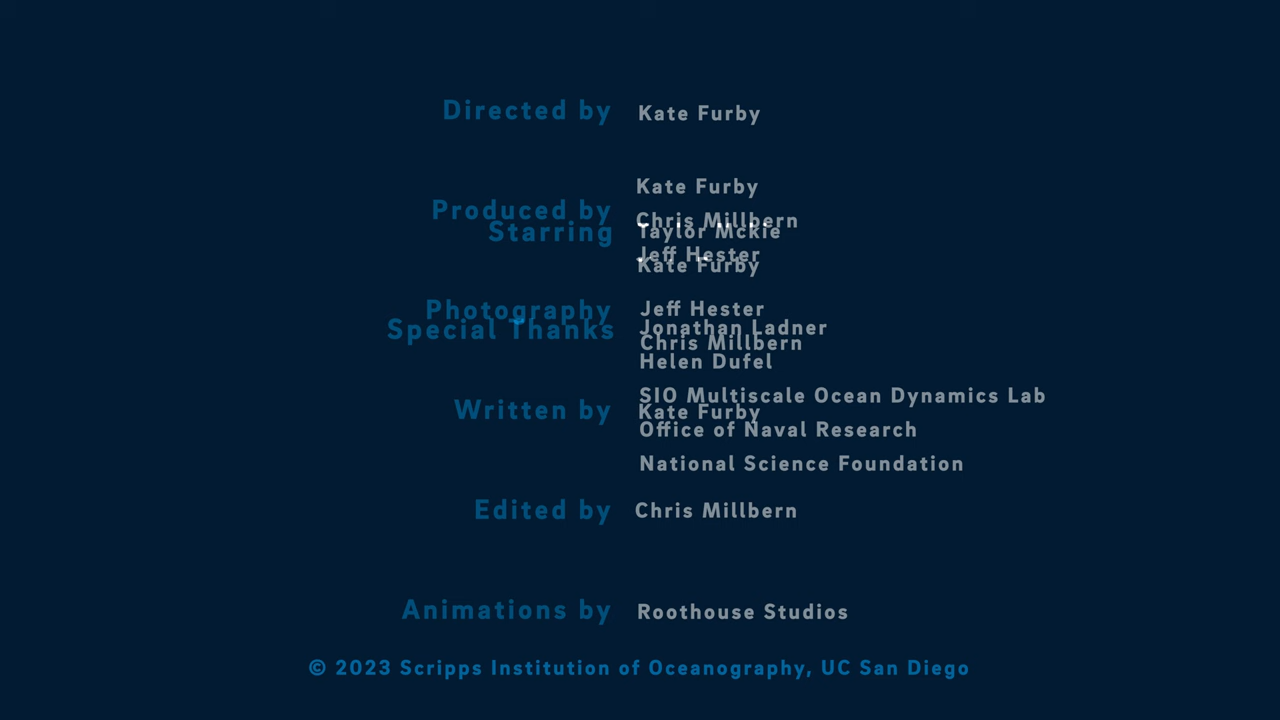 Directed by Kate Furby
Kate Furby
Produced by
Chris Millbern
Starring Taylor Mckie
Jeff Hester
Kate Furby
Photography Jeff Hester
Special Thanks Jonathan Ladner
Chris Millbern
Helen Dufel
SIO Multiscale Ocean Dynamics Lab
Written by Kate Furby
Office of Naval Research
National Science Foundation
Edited by Chris Millbern
Animations by Roothouse Studios
© 2023 Scripps Institution of Oceanography, UC San Diego